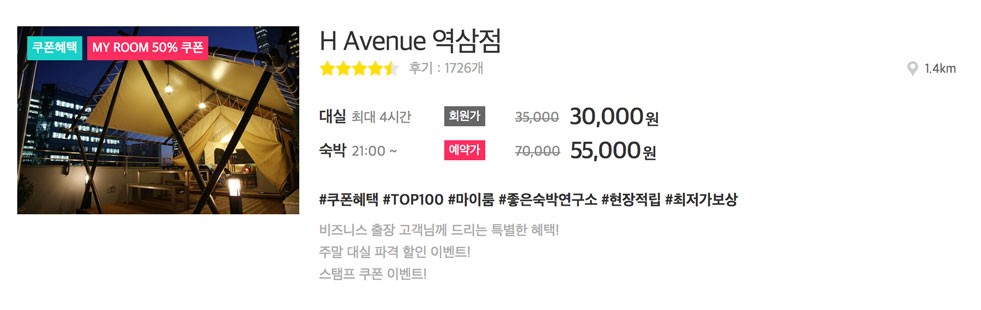 쿠폰혜택 MY ROOM 50% 쿠폰
H Avenue 역삼점
후기 : 1726개
1.4km
대실 최대 4시간 회원가 35,000 30,000원
숙박 21:00 ~ 예약가 70,000 55,000원
#쿠폰혜택 #TOP100 #마이룸 #좋은숙박연구소 #현장적립 #최저가보상
비즈니스 출장 고객님께 드리는 특별한 혜택!
주말 대실 파격 할인 이벤트!
스탬프 쿠폰 이벤트!